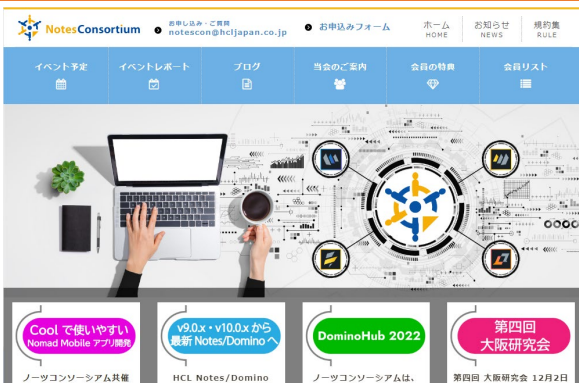 NotesConsortium
お申し込み・ご質問
notescon@hcljapan.co.jp
お申込みフォーム
ホーム
HOME
お知らせ
NEWS
規約集
RULE
イベント予定
イベントレポート
ブログ
当会のご案内
会員の特典
会員リスト
Cool で使いやすい
Nomad Mobile アプリ開発
v9.0.x・v10.0.x から
最新 Notes/Domino へ
DominoHub 2022
第四回
大阪研究会
ノーツコンソーシアム共催
HCL Notes/Domino
ノーツコンソーシアムは、
第四回 大阪研究会 12月2日